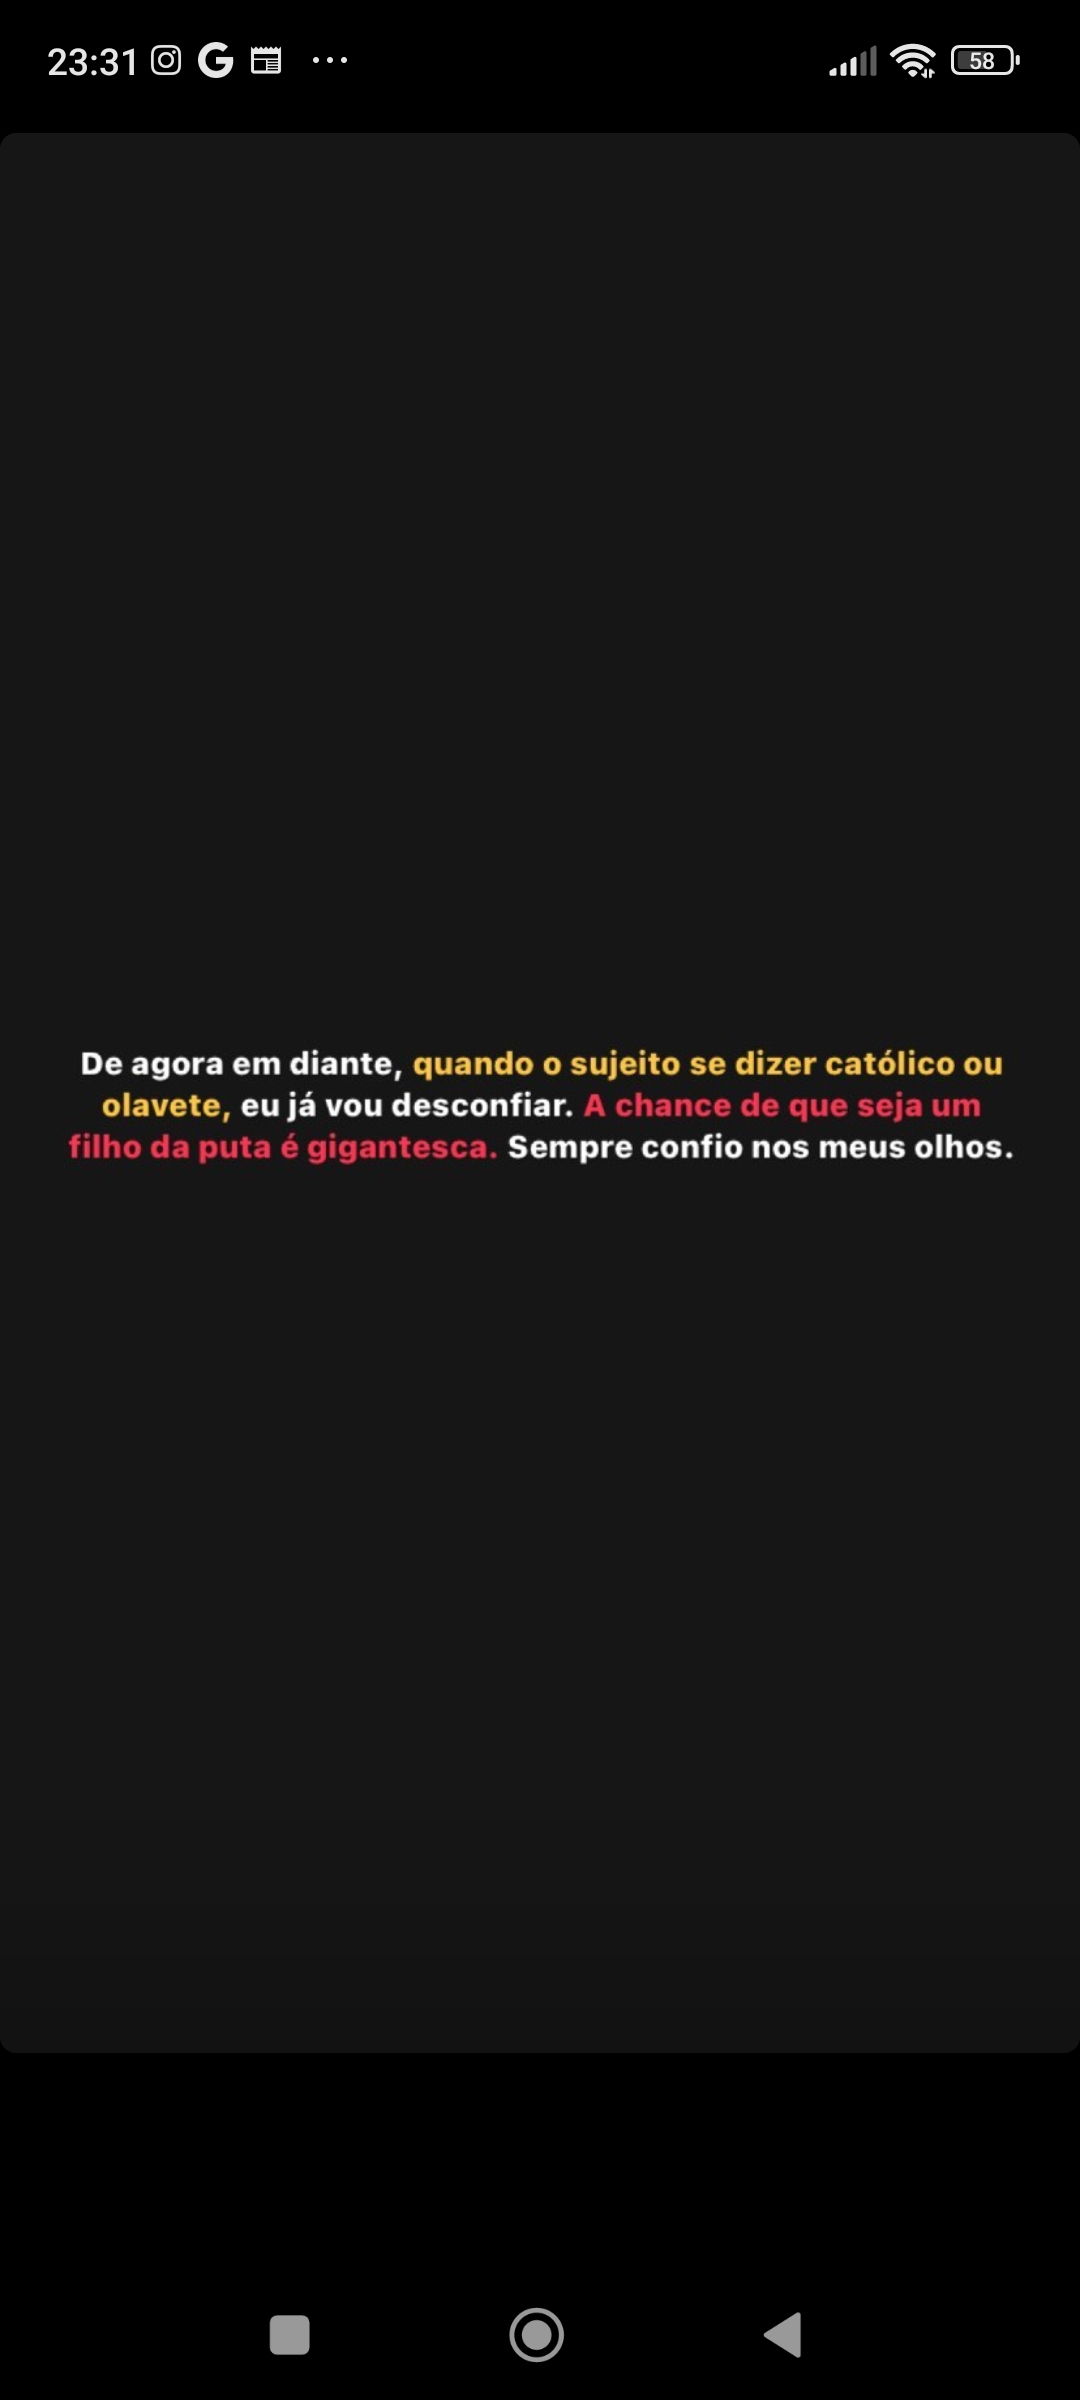 23:31
58
De agora em diante, quando o sujeito se dizer católico ou
olavete, eu já vou desconfiar. A chance de que seja um
filho da puta é gigantesca. Sempre confio nos meus olhos.